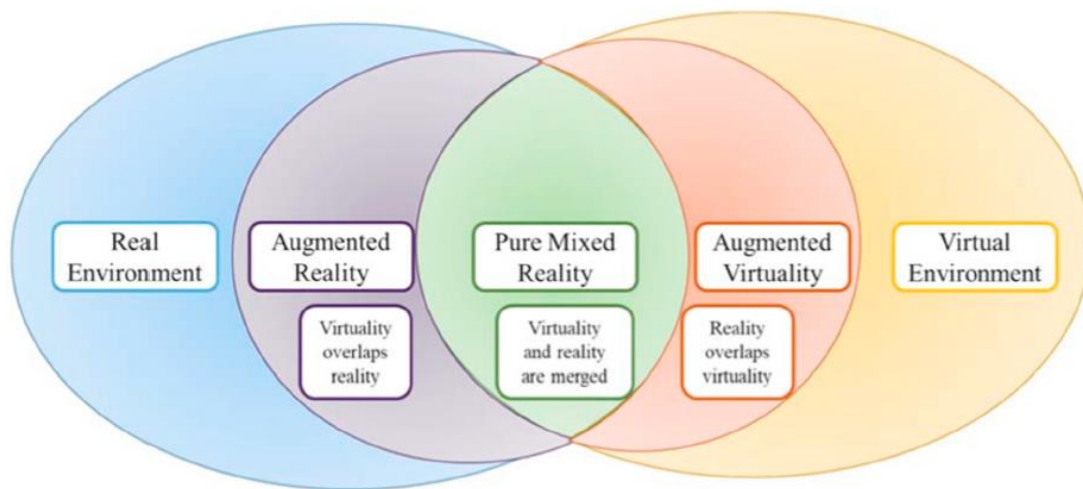 Real
Environment
Augmented
Reality
Pure Mixed
Reality
Augmented
Virtuality
Virtual
Environment
Virtuality
overlaps
reality
Virtuality
and reality
are merged
Reality
overlaps
virtuality